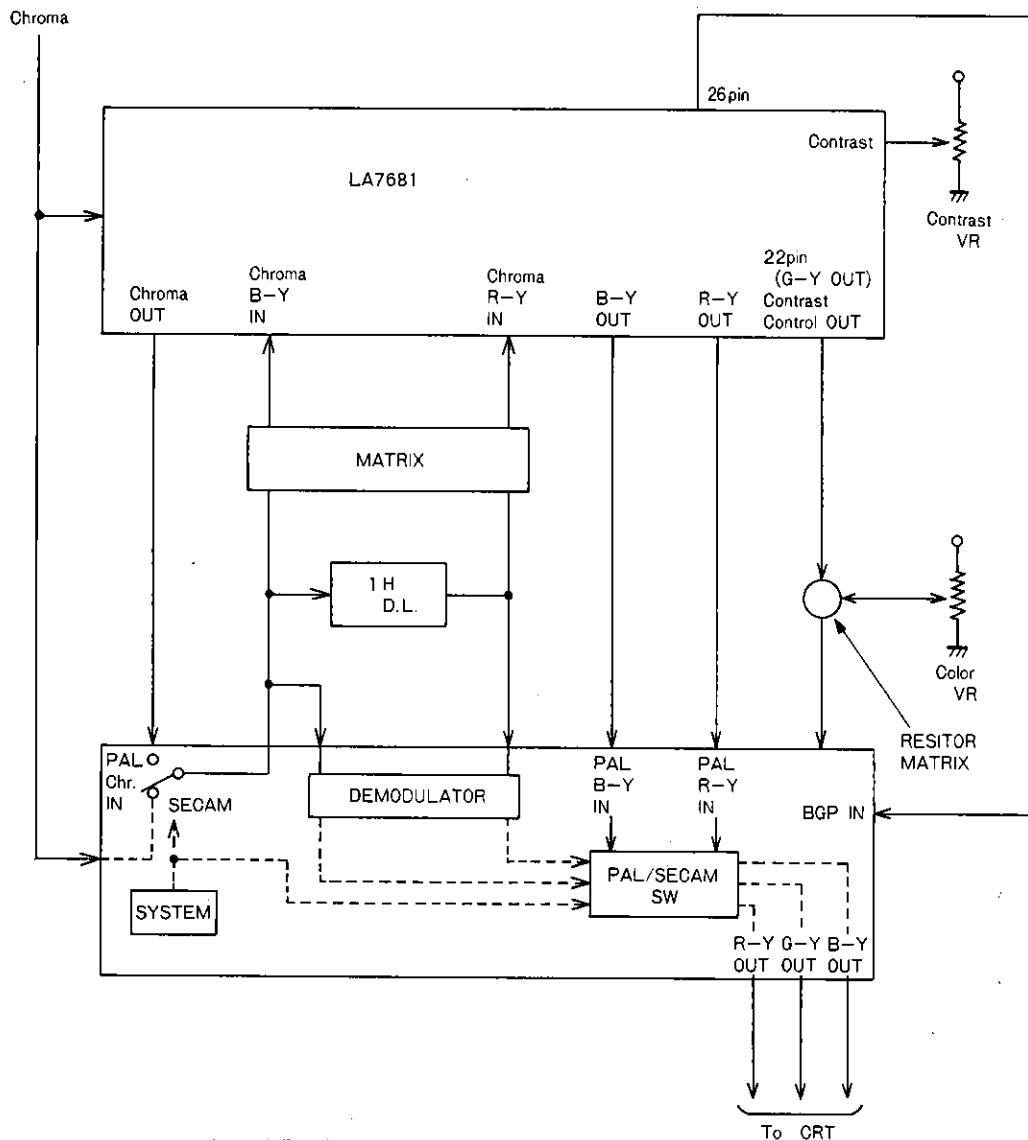 Chroma
26pin
Contrast
LA7681
Contrast
VR
Chroma
OUT
Chroma
B-Y
IN
Chroma
R-Y
IN
B-Y
OUT
R-Y
OUT
22pin
(G-Y OUT)
Contrast
Control OUT
MATRIX
1H
D.L.
Color
VR
RESITOR
MATRIX
PAL
Chr.
IN
SECAM
DEMODULATOR
PAL
B-Y
IN
PAL
R-Y
IN
BGP IN
SYSTEM
PAL/SECAM
SW
R-Y
OUT
G-Y
OUT
B-Y
OUT
To CRT